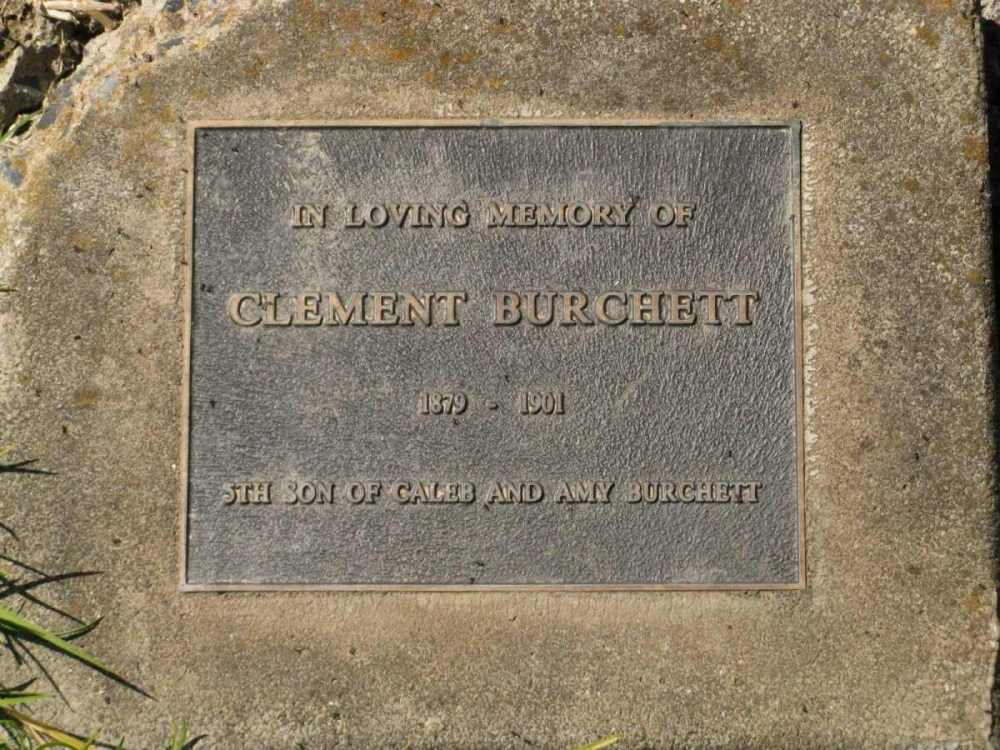 IN LOVING MEMORY OF
CLEMENT BURCHETT
1879 - 1901
5TH SON OF CALEB AND AMY BURCHETT